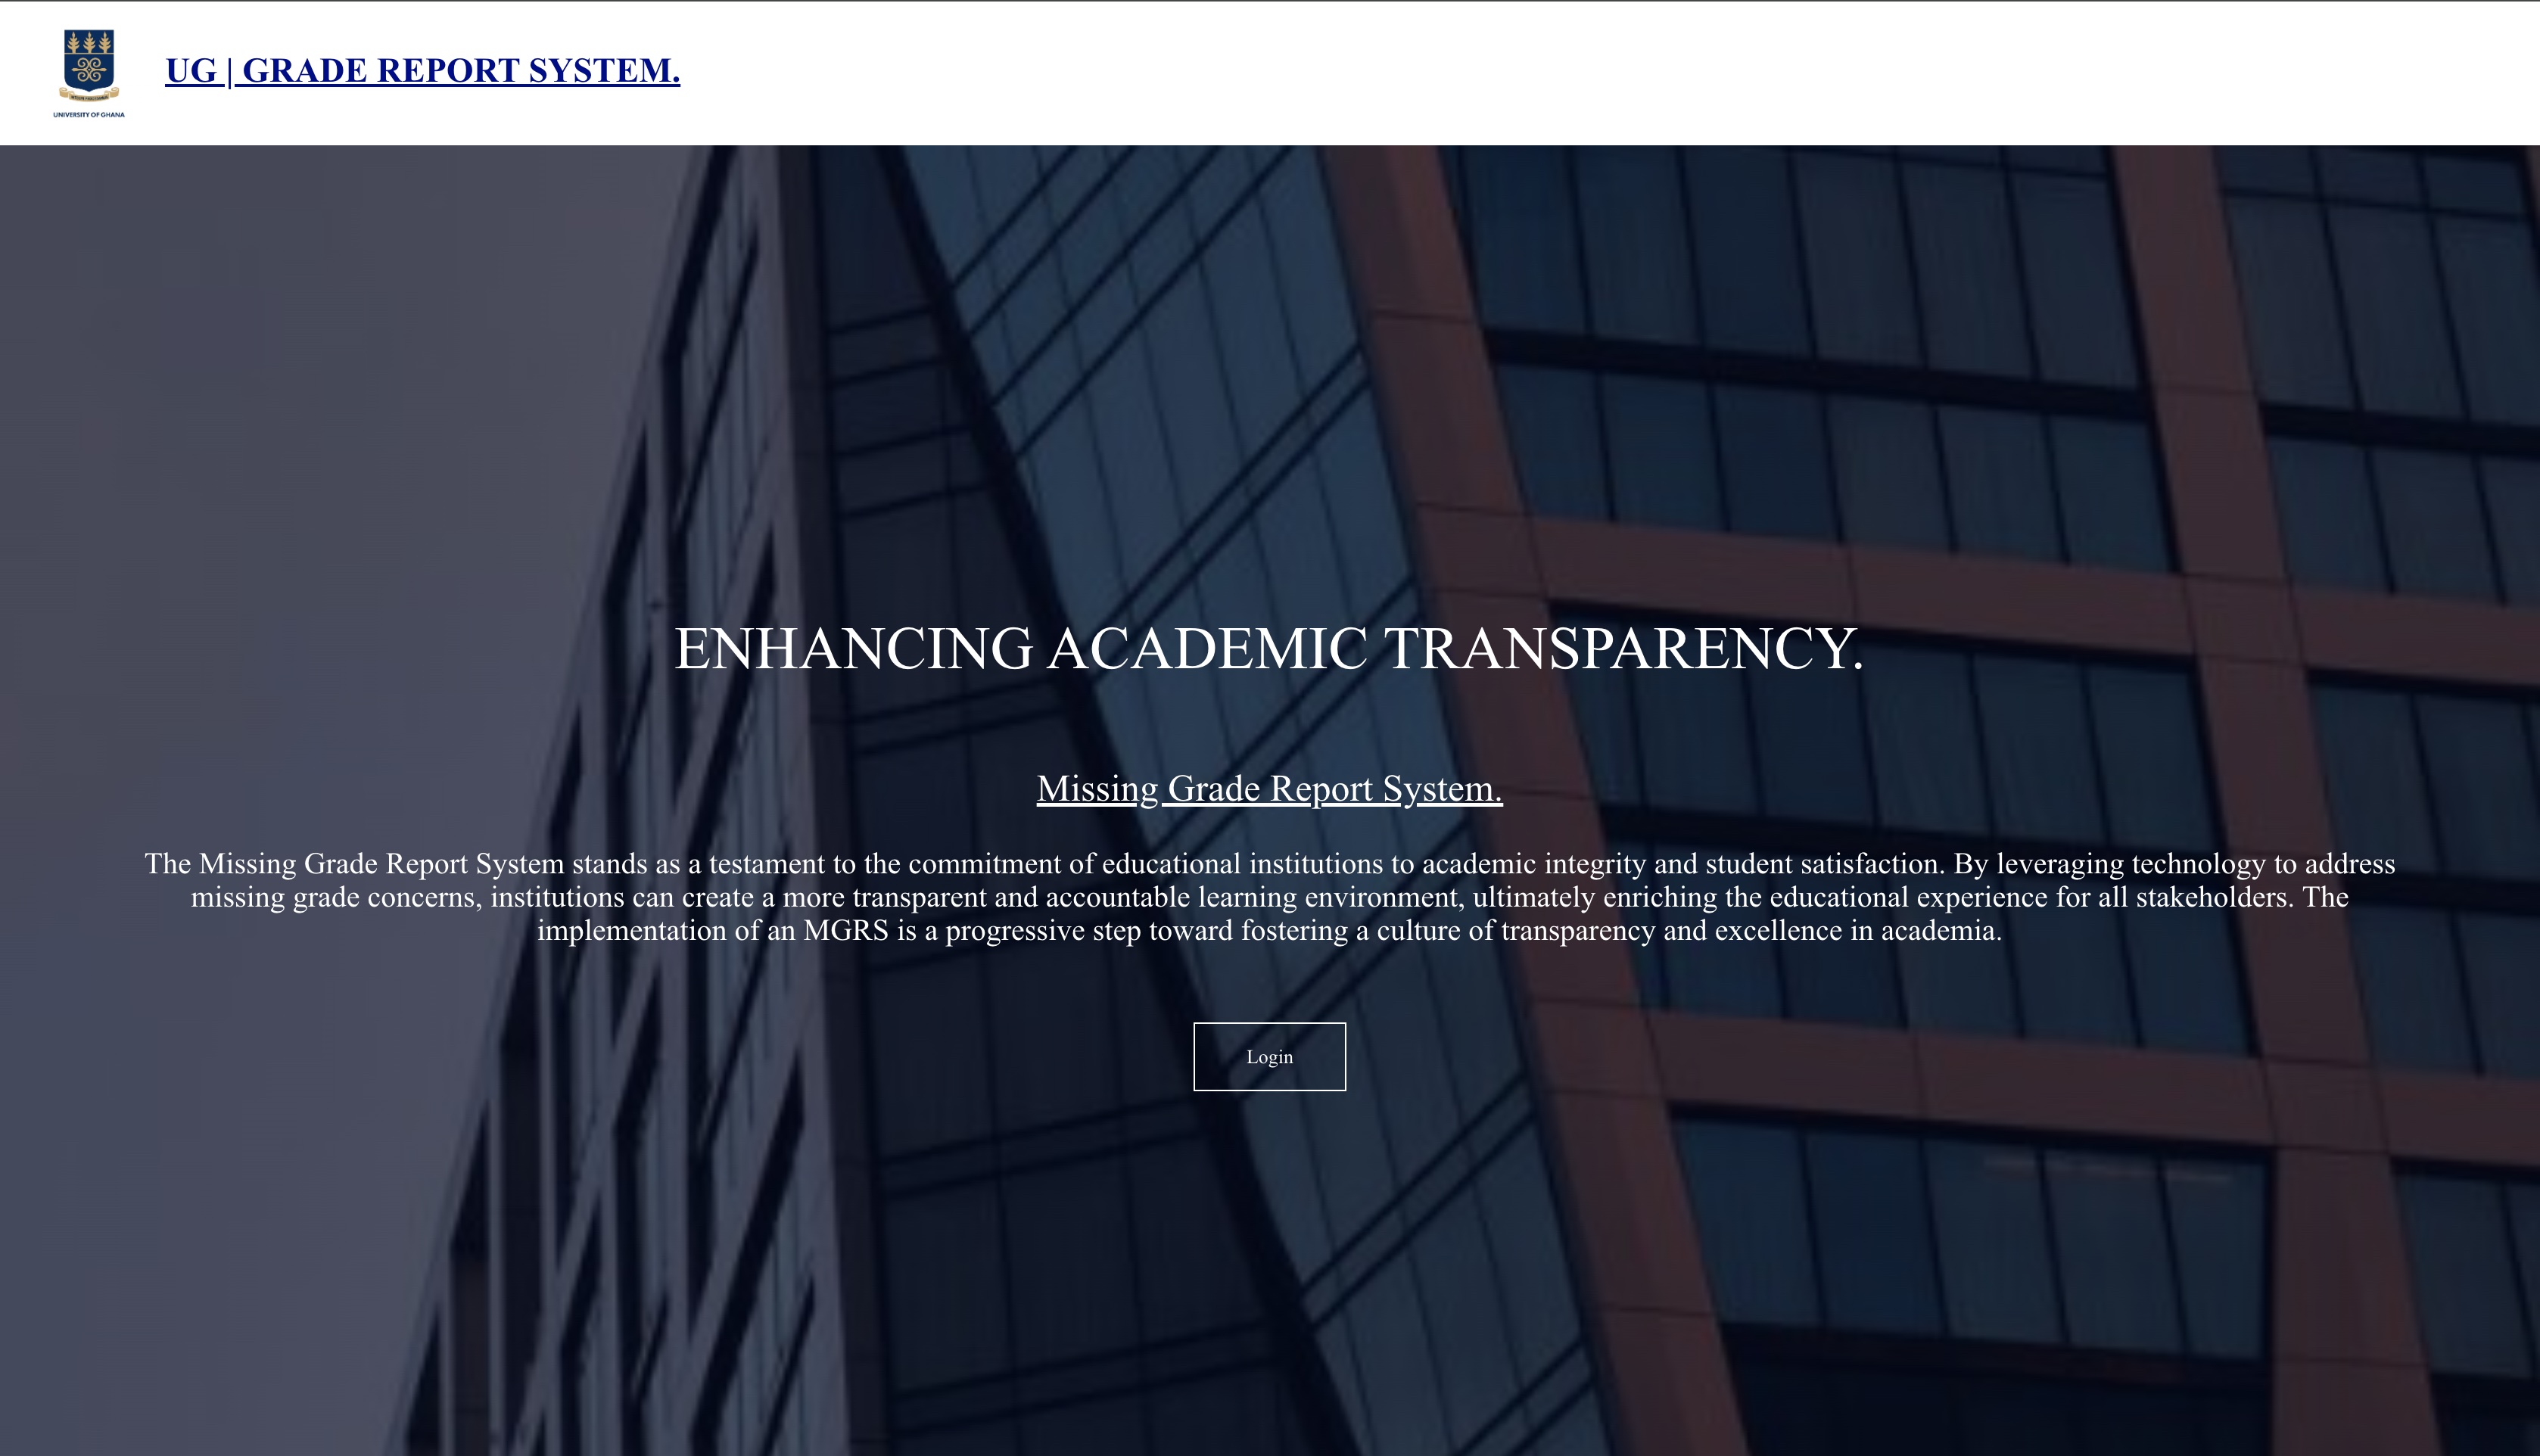 UNIVERSITY OF GHANA
UG | GRADE REPORT SYSTEM.
ENHANCING ACADEMIC TRANSPARENCY.
Missing Grade Report System.
The Missing Grade Report System stands as a testament to the commitment of educational institutions to academic integrity and student satisfaction. By leveraging technology to address
missing grade concerns, institutions can create a more transparent and accountable learning environment, ultimately enriching the educational experience for all stakeholders. The
implementation of an MGRS is a progressive step toward fostering a culture of transparency and excellence in academia.
Login